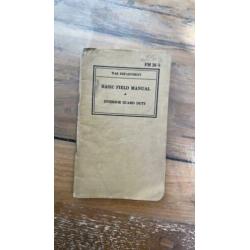 FM 26-5
WAR DEPARTMENT
BASIC FIELD MANUAL
INTERIOR GUARD DUTY